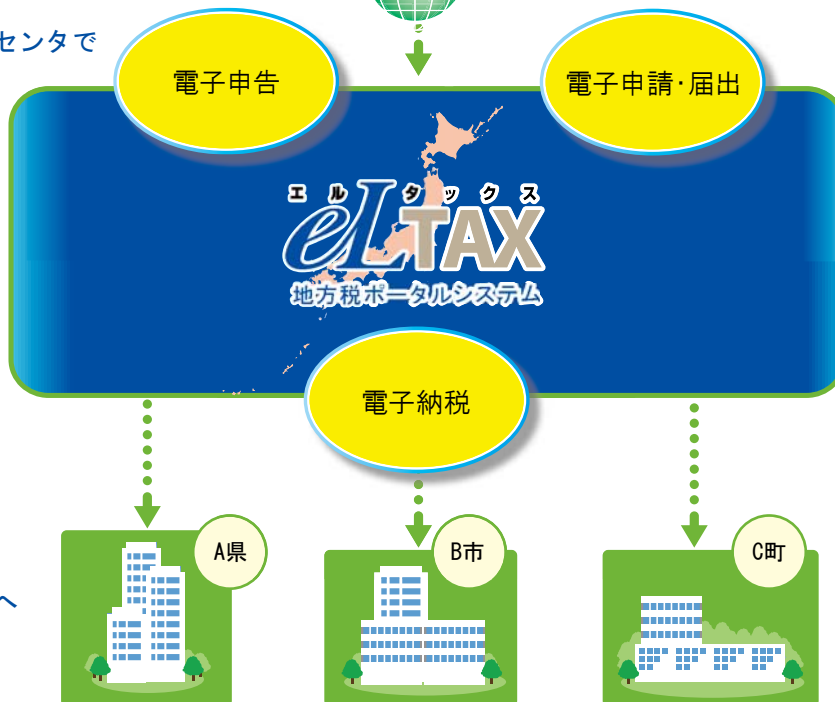 センタで
電子申告
電子申請・届出
エルタックス
eLTAX
地方税ポータルシステム
電子納税
A県
B市
C町
へ